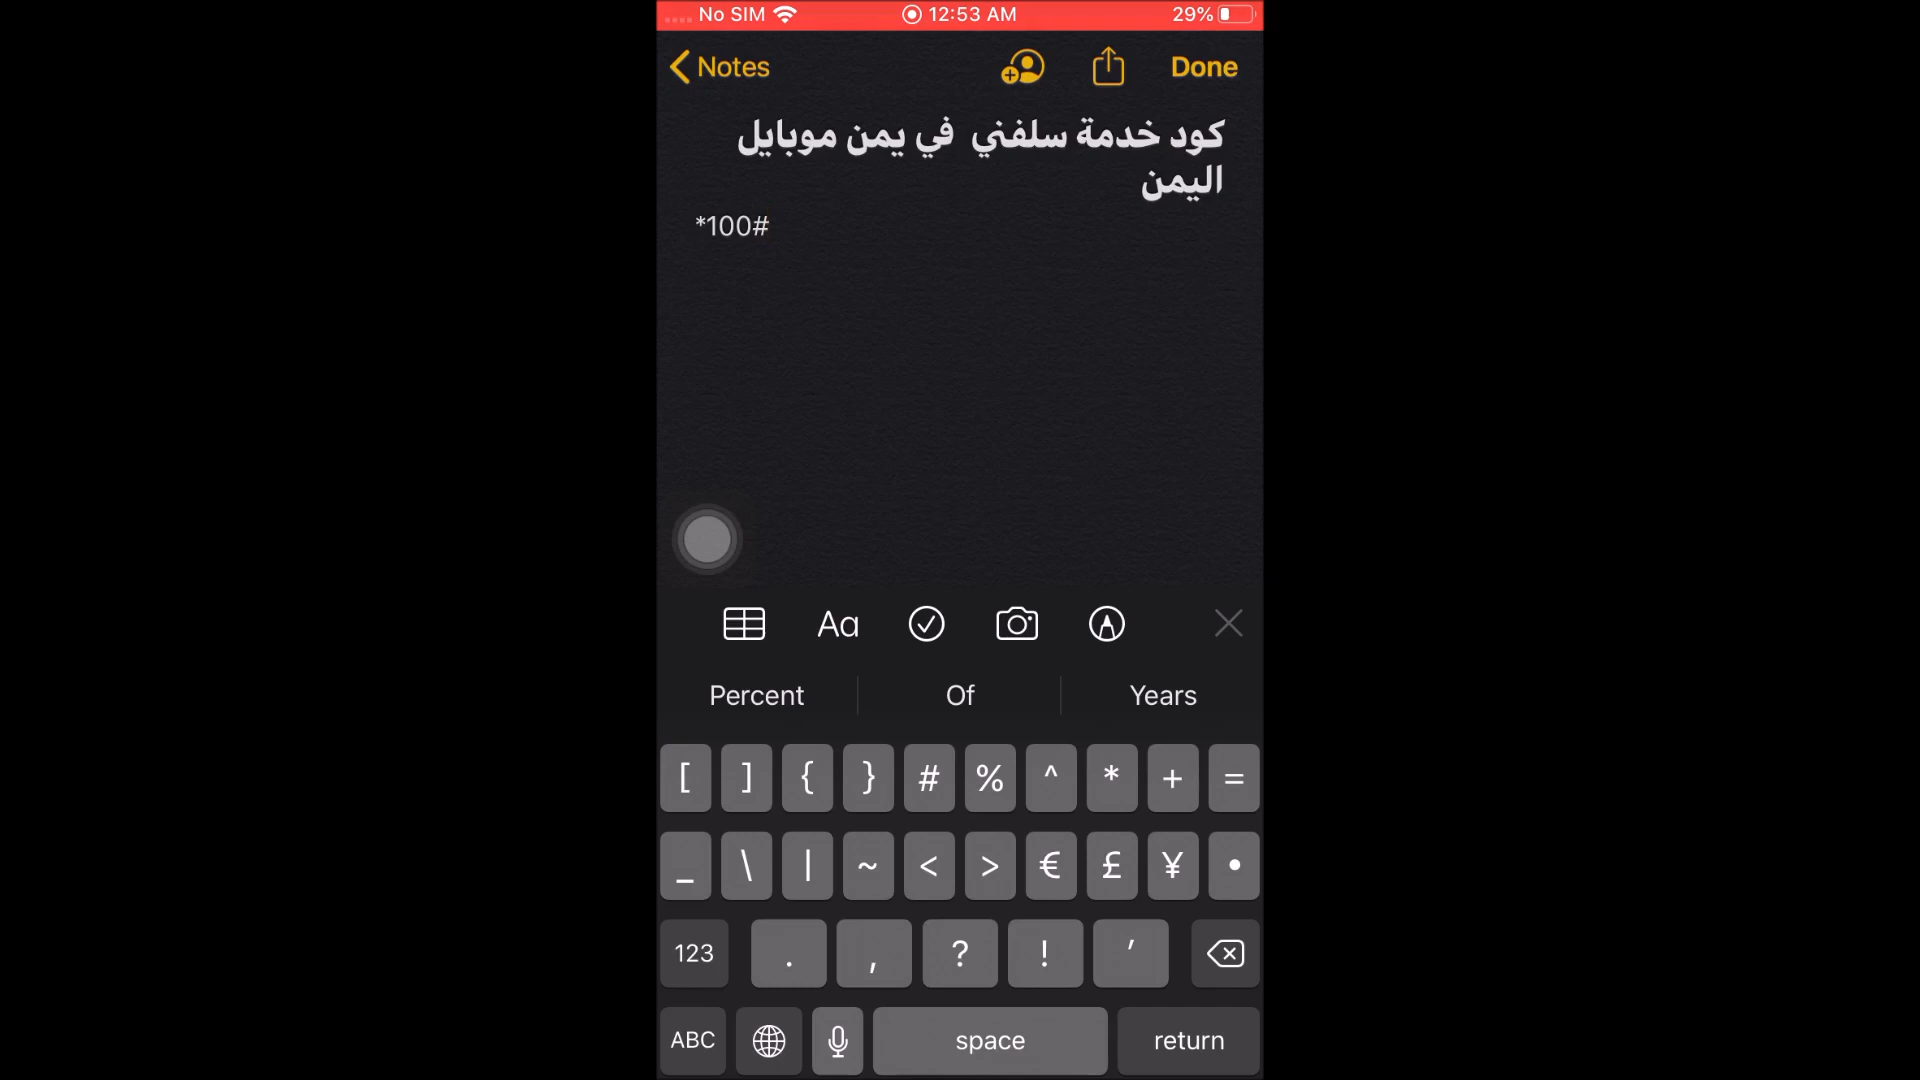 No SIM 12:53 AM 29%
Notes Done
كود خدمة سلفني في يمن موبايل
اليمن
*100#
Aa
Percent Of Years
[ ] { } # % ^ * + =
_ \ | ~ < > € £ ¥ •
123 . , ? ! ’
ABC space return